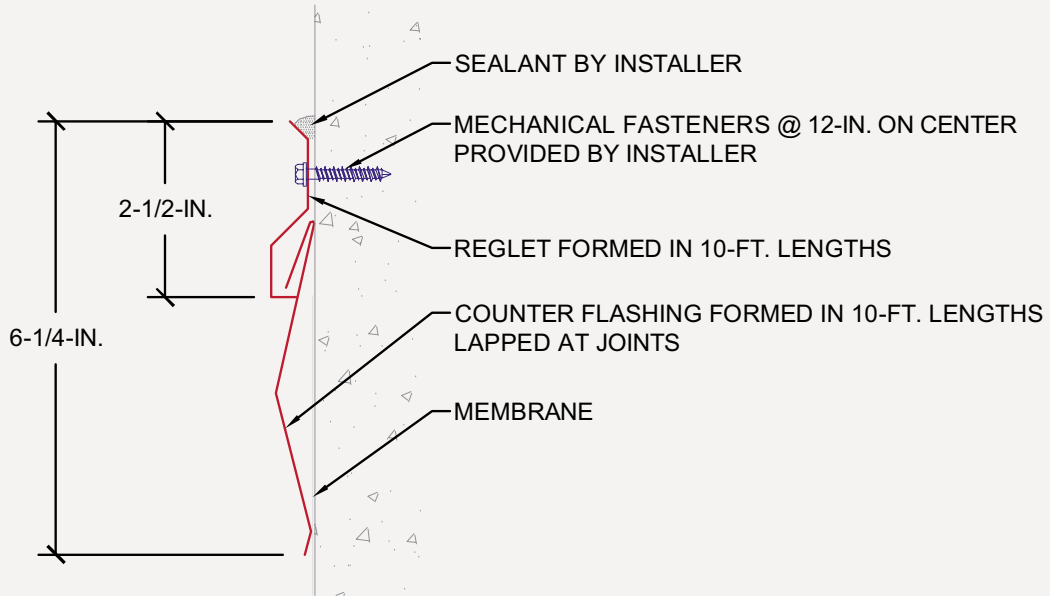 SEALANT BY INSTALLER
MECHANICAL FASTENERS @ 12-IN. ON CENTER
PROVIDED BY INSTALLER
2-1/2-IN.
REGLET FORMED IN 10-FT. LENGTHS
COUNTER FLASHING FORMED IN 10-FT. LENGTHS
LAPPED AT JOINTS
6-1/4-IN.
MEMBRANE